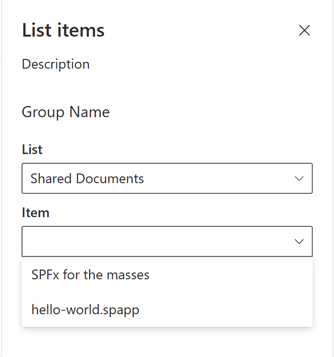 List items
Description
Group Name
List
Shared Documents
Item
SPFx for the masses
hello-world.spapp